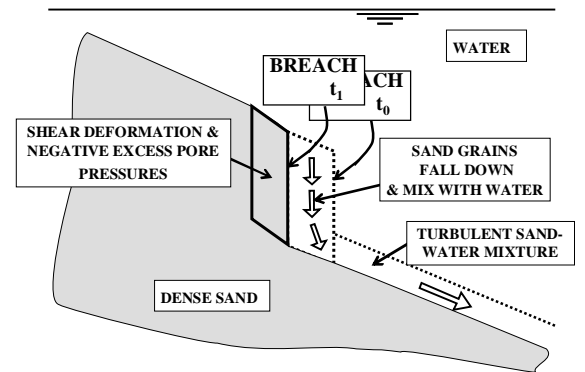 WATER
BREACH
t1
ACH
t0
SHEAR DEFORMATION &
NEGATIVE EXCESS PORE
PRESSURES
SAND GRAINS
FALL DOWN
& MIX WITH WATER
TURBULENT SAND-
WATER MIXTURE
DENSE SAND